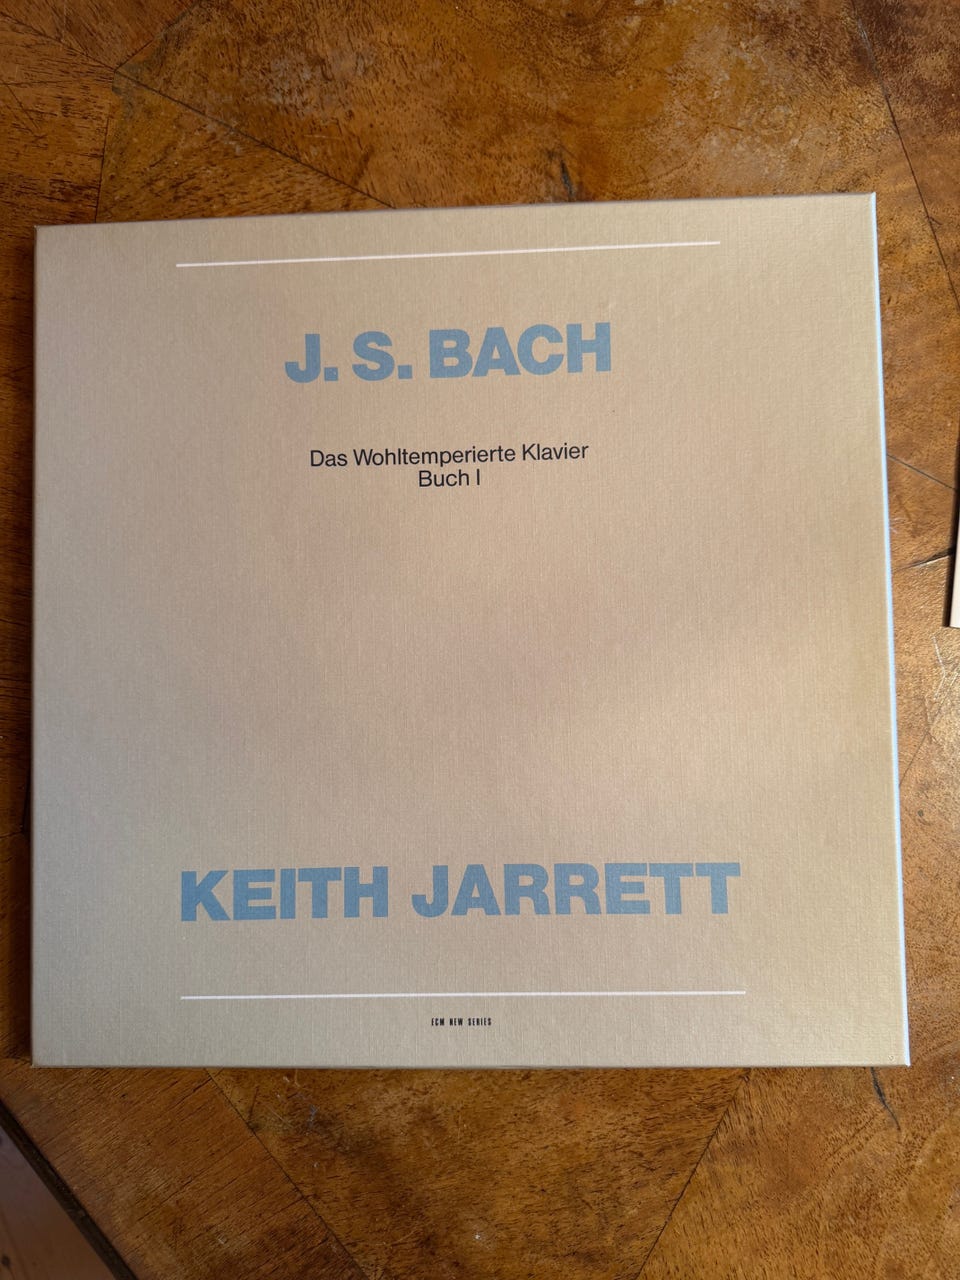 J. S. BACH
Das Wohltemperierte Klavier
Buch I
KEITH JARRETT
ECM NEW SERIES